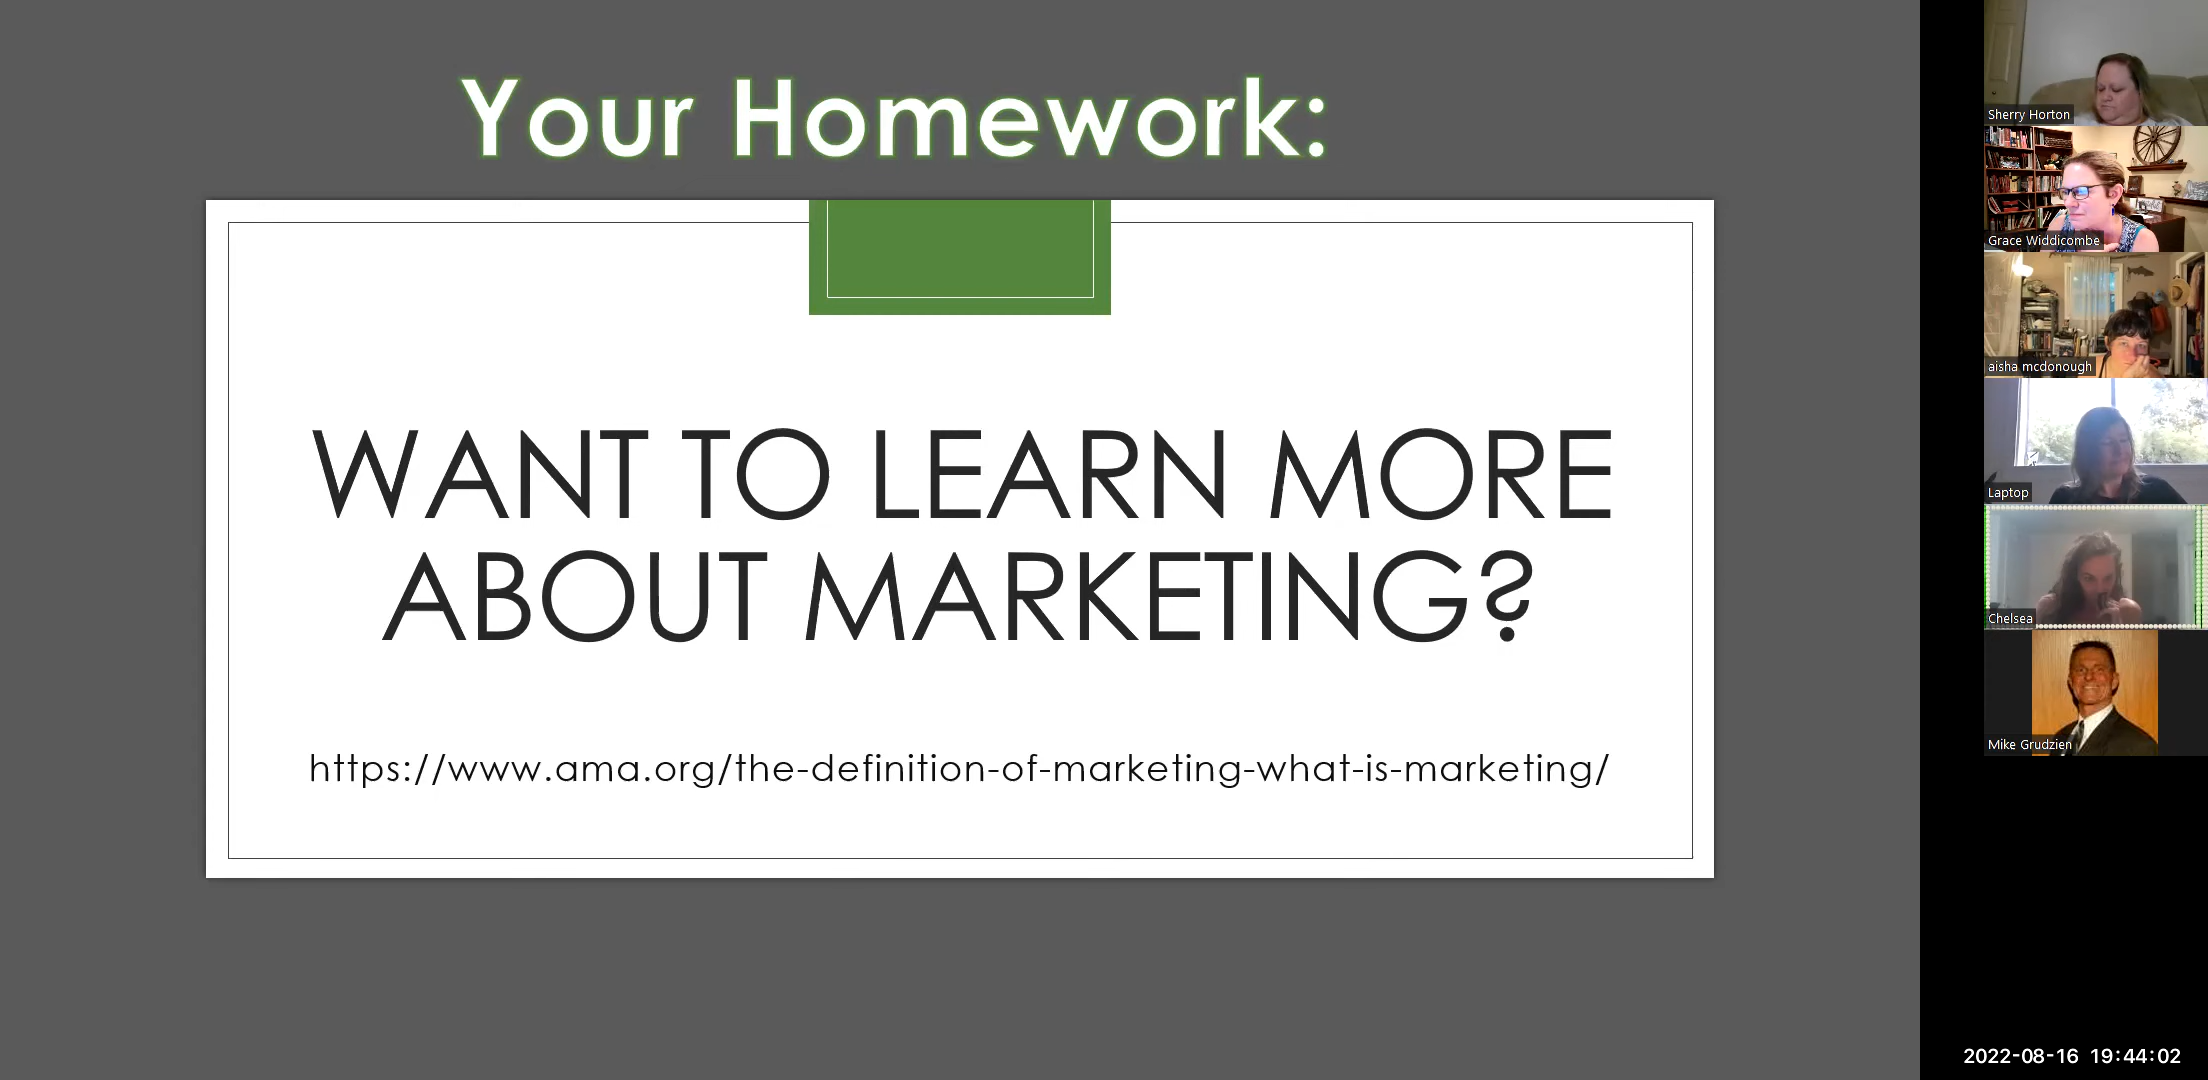 Your Homework:
WANT TO LEARN MORE
ABOUT MARKETING?
https://www.ama.org/the-definition-of-marketing-what-is-marketing/
Sherry Horton
Grace Widdicombe
aisha mcdonough
Laptop
Chelsea
Mike Grudzien
2022-08-16 19:44:02